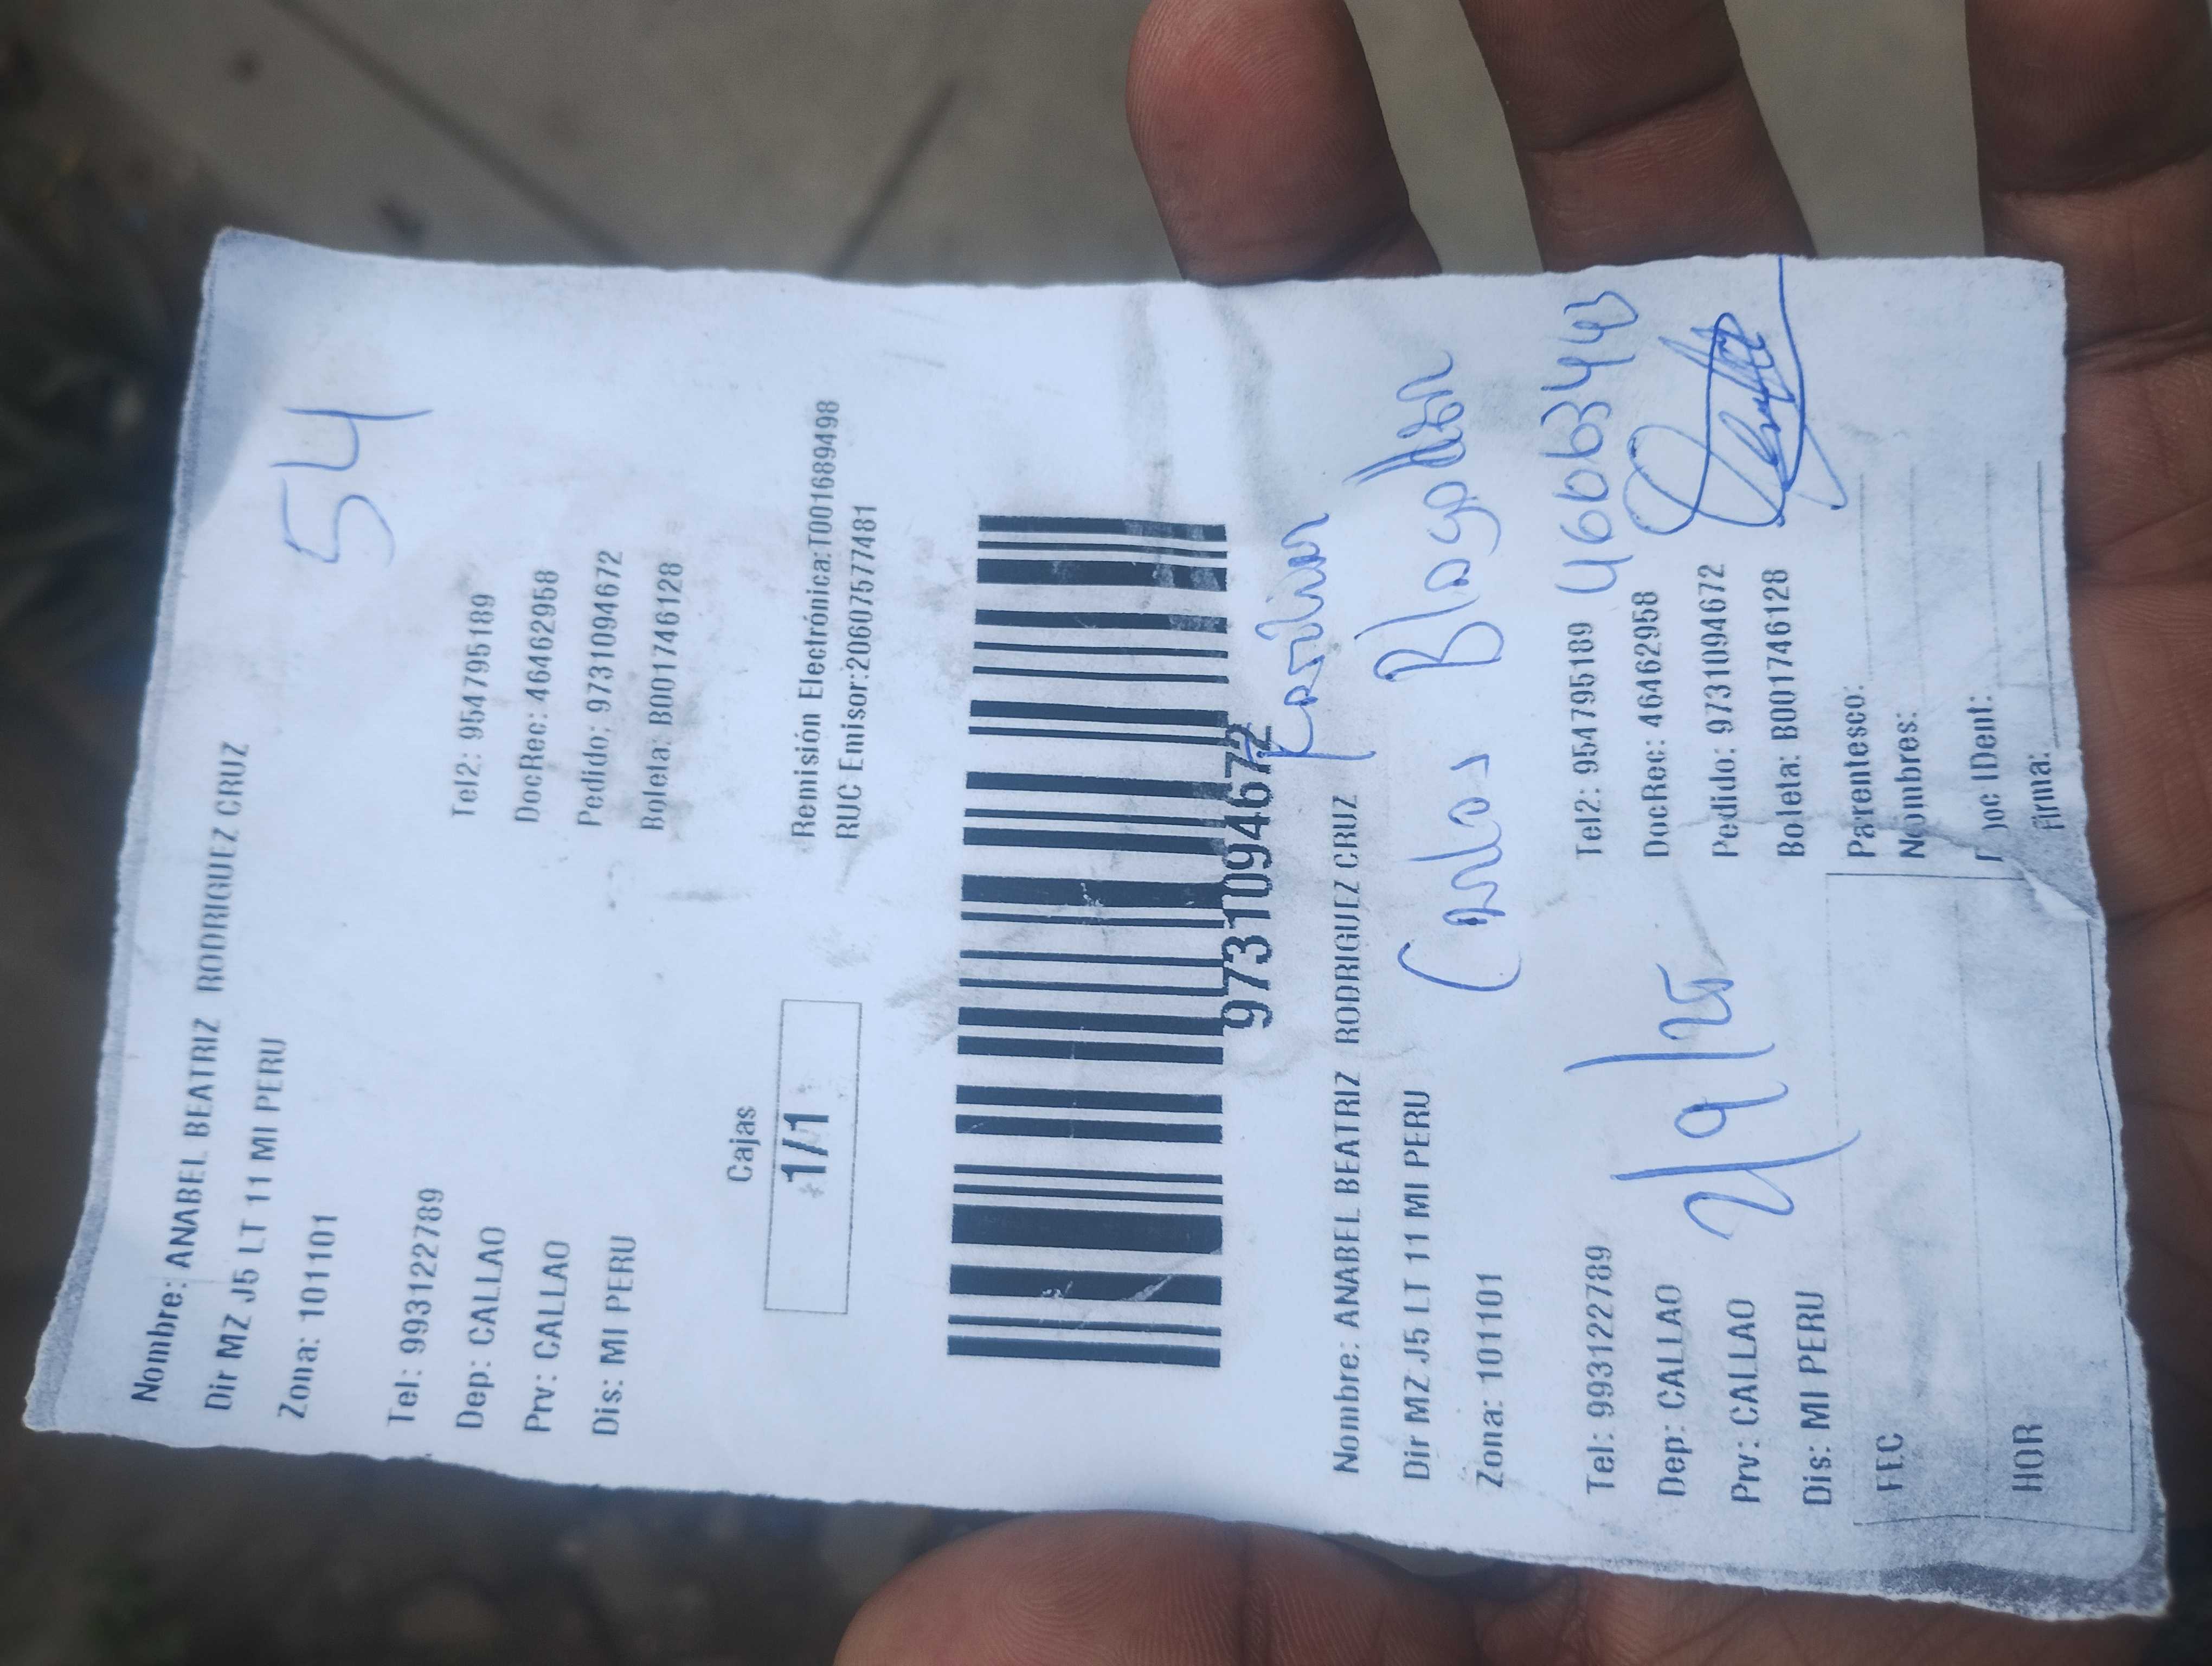 54
Nombre: ANABEL BEATRIZ RODRIGUEZ CRUZ
Dir MZ J5 LT 11 MI PERU
Zona: 101101
Tel: 993122789 Tel2: 954795189
Dep: CALLAO DocRec: 46462958
Prv: CALLAO Pedido: 9731094672
Dis: MI PERU Boleta: B001746128
Cajas
1/1
Remisión Electrónica:T001689498
RUC Emisor:20607577481
9731094672
Nombre: ANABEL BEATRIZ RODRIGUEZ CRUZ
Dir MZ J5 LT 11 MI PERU
Carlos
Zona: 101101
46663443
Tel: 993122789 Tel2: 954795189
Dep: CALLAO DocRec: 46462958
2/9/25
Prv: CALLAO Pedido: 9731094672
Dis: MI PERU Boleta: B001746128
FEC Parentesco:
Nombres:
HOR Doc IDent:
Firma: